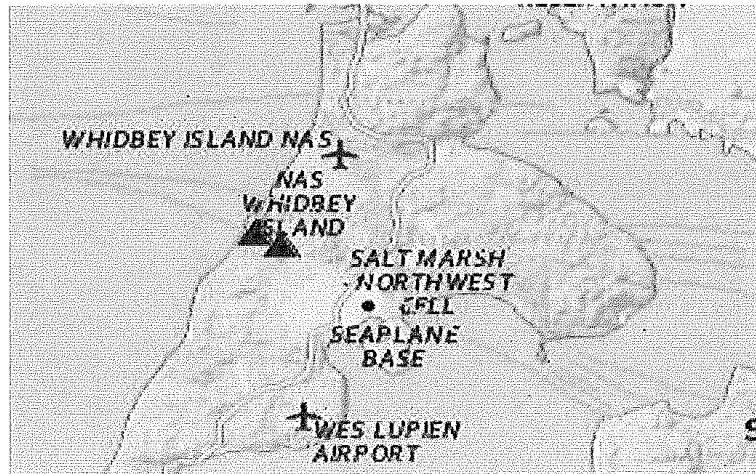 WHIDBEY ISLAND NAS
NAS
WHIDBEY
ISLAND
SALT MARSH
NORTHWEST
CELL
SEAPLANE
BASE
WES LUPIEN
AIRPORT
S